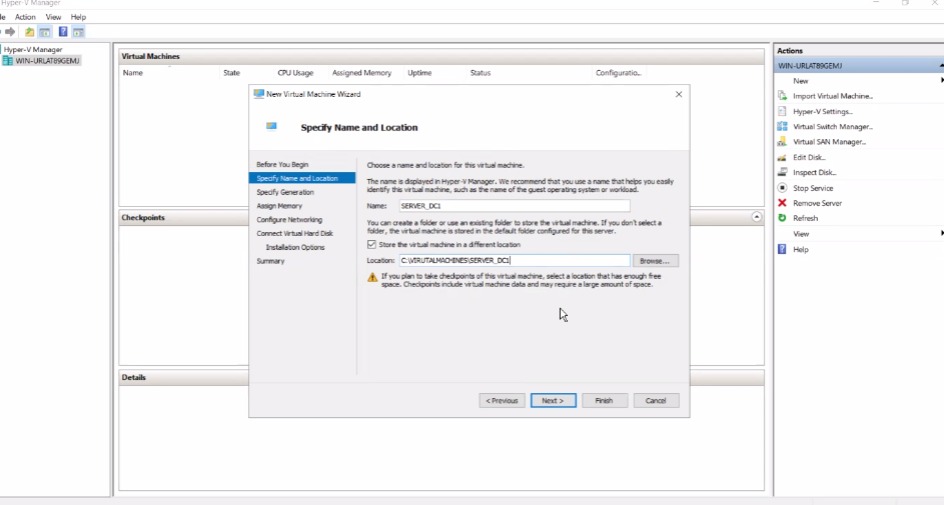 Hyper-V Manager
Action View Help
Hyper-V Manager
WIN-URLAT89GEMJ
Virtual Machines
Name State CPU Usage Assigned Memory Uptime Status Configuratio...
Checkpoints
Details
New Virtual Machine Wizard
Specify Name and Location
Before You Begin
Specify Name and Location
Specify Generation
Assign Memory
Configure Networking
Connect Virtual Hard Disk
Installation Options
Summary
Choose a name and location for this virtual machine.
The name is displayed in Hyper-V Manager. We recommend that you use a name that helps you easily
identify this virtual machine, such as the name of the guest operating system or workload.
Name: SERVER_DC1
You can create a folder or use an existing folder to store the virtual machine. If you don't select a
folder, the virtual machine is stored in the default folder configured for this server.
Store the virtual machine in a different location
Location: C:\VIRUTALMACHINES\SERVER_DC1 Browse...
If you plan to take checkpoints of this virtual machine, select a location that has enough free
space. Checkpoints include virtual machine data and may require a large amount of space.
< Previous Next > Finish Cancel
Actions
WIN-URLAT89GEMJ
New
Import Virtual Machine...
Hyper-V Settings...
Virtual Switch Manager...
Virtual SAN Manager...
Edit Disk...
Inspect Disk...
Stop Service
Remove Server
Refresh
View
Help